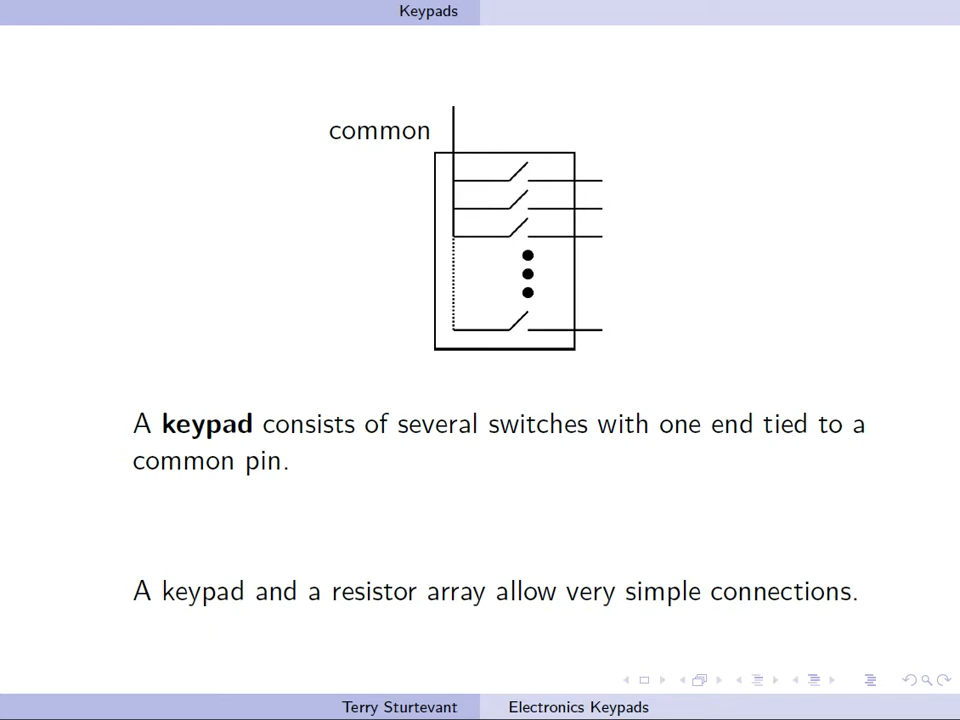 Keypads
common
A keypad consists of several switches with one end tied to a
common pin.
A keypad and a resistor array allow very simple connections.
Terry Sturtevant
Electronics Keypads